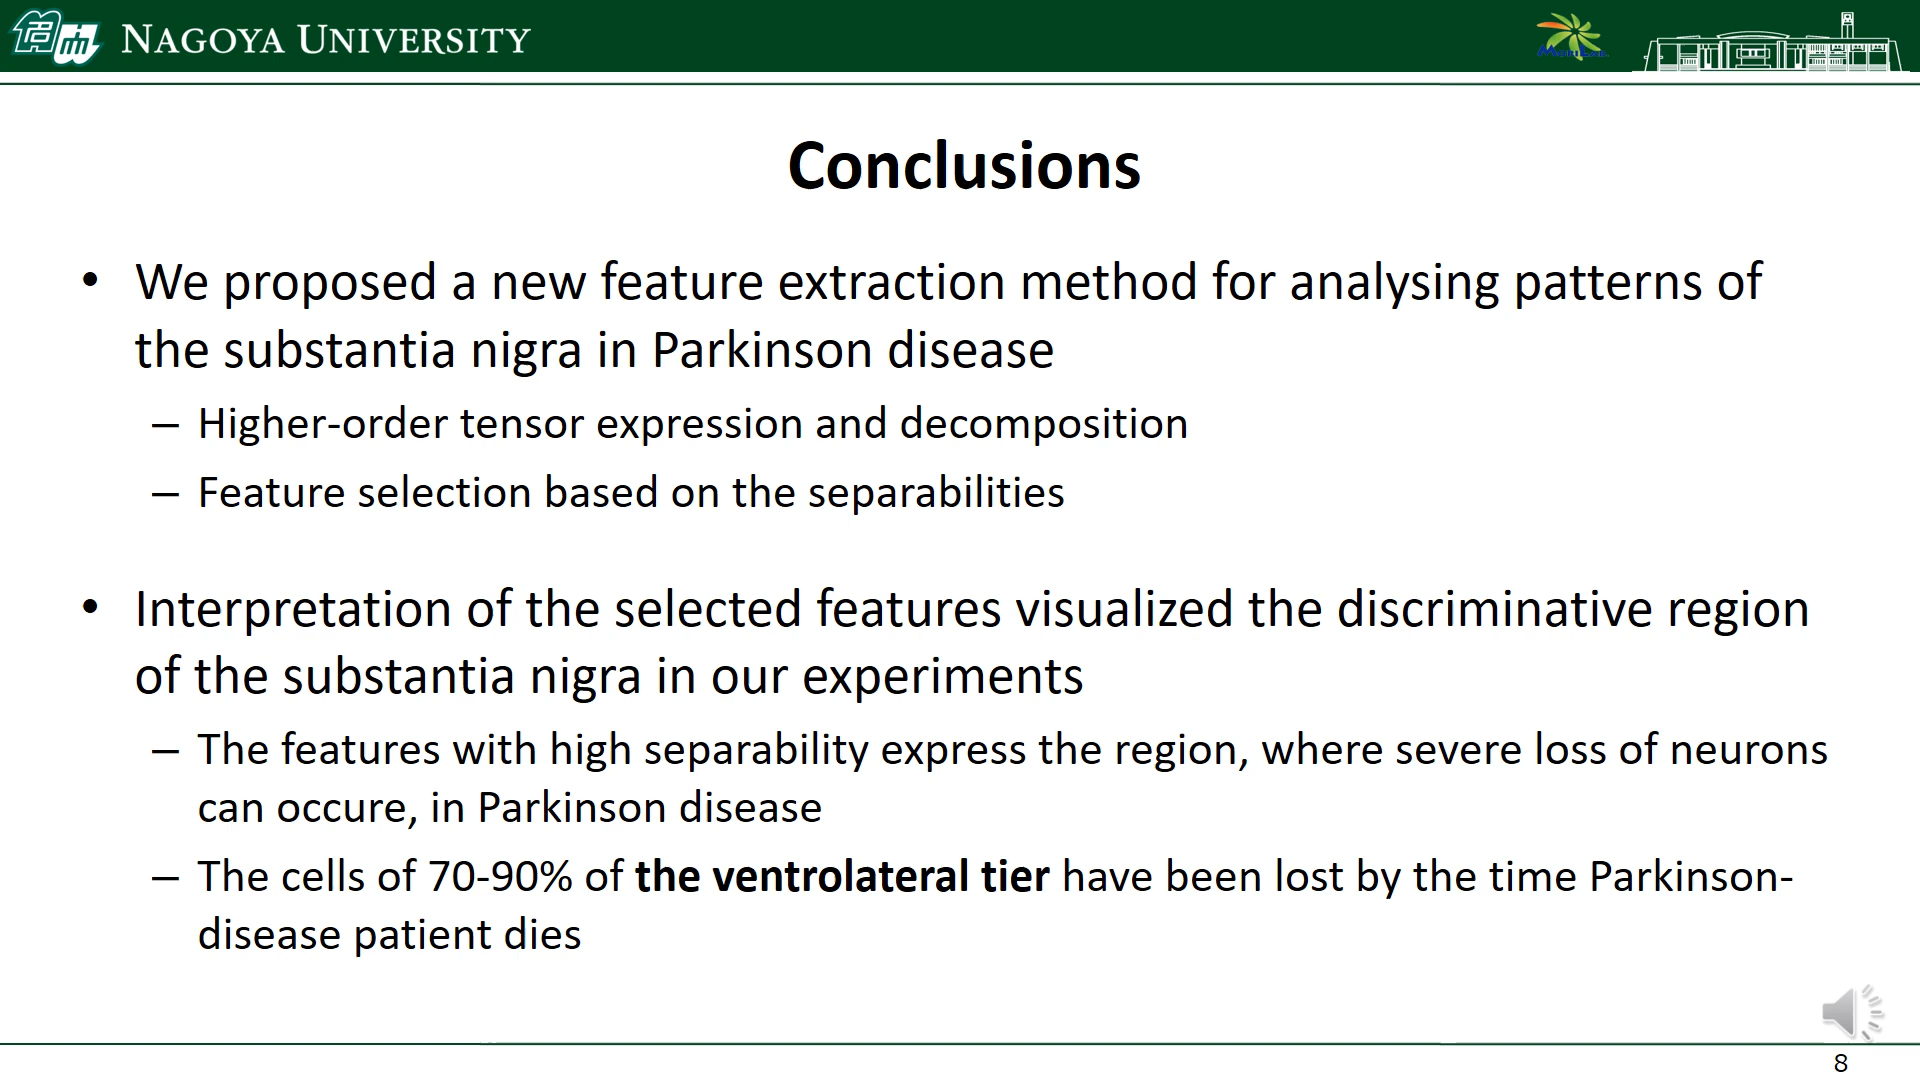 NAGOYA UNIVERSITY
Conclusions
• We proposed a new feature extraction method for analysing patterns of
the substantia nigra in Parkinson disease
– Higher-order tensor expression and decomposition
– Feature selection based on the separabilities
• Interpretation of the selected features visualized the discriminative region
of the substantia nigra in our experiments
– The features with high separability express the region, where severe loss of neurons
can occure, in Parkinson disease
– The cells of 70-90% of the ventrolateral tier have been lost by the time Parkinson-
disease patient dies
8